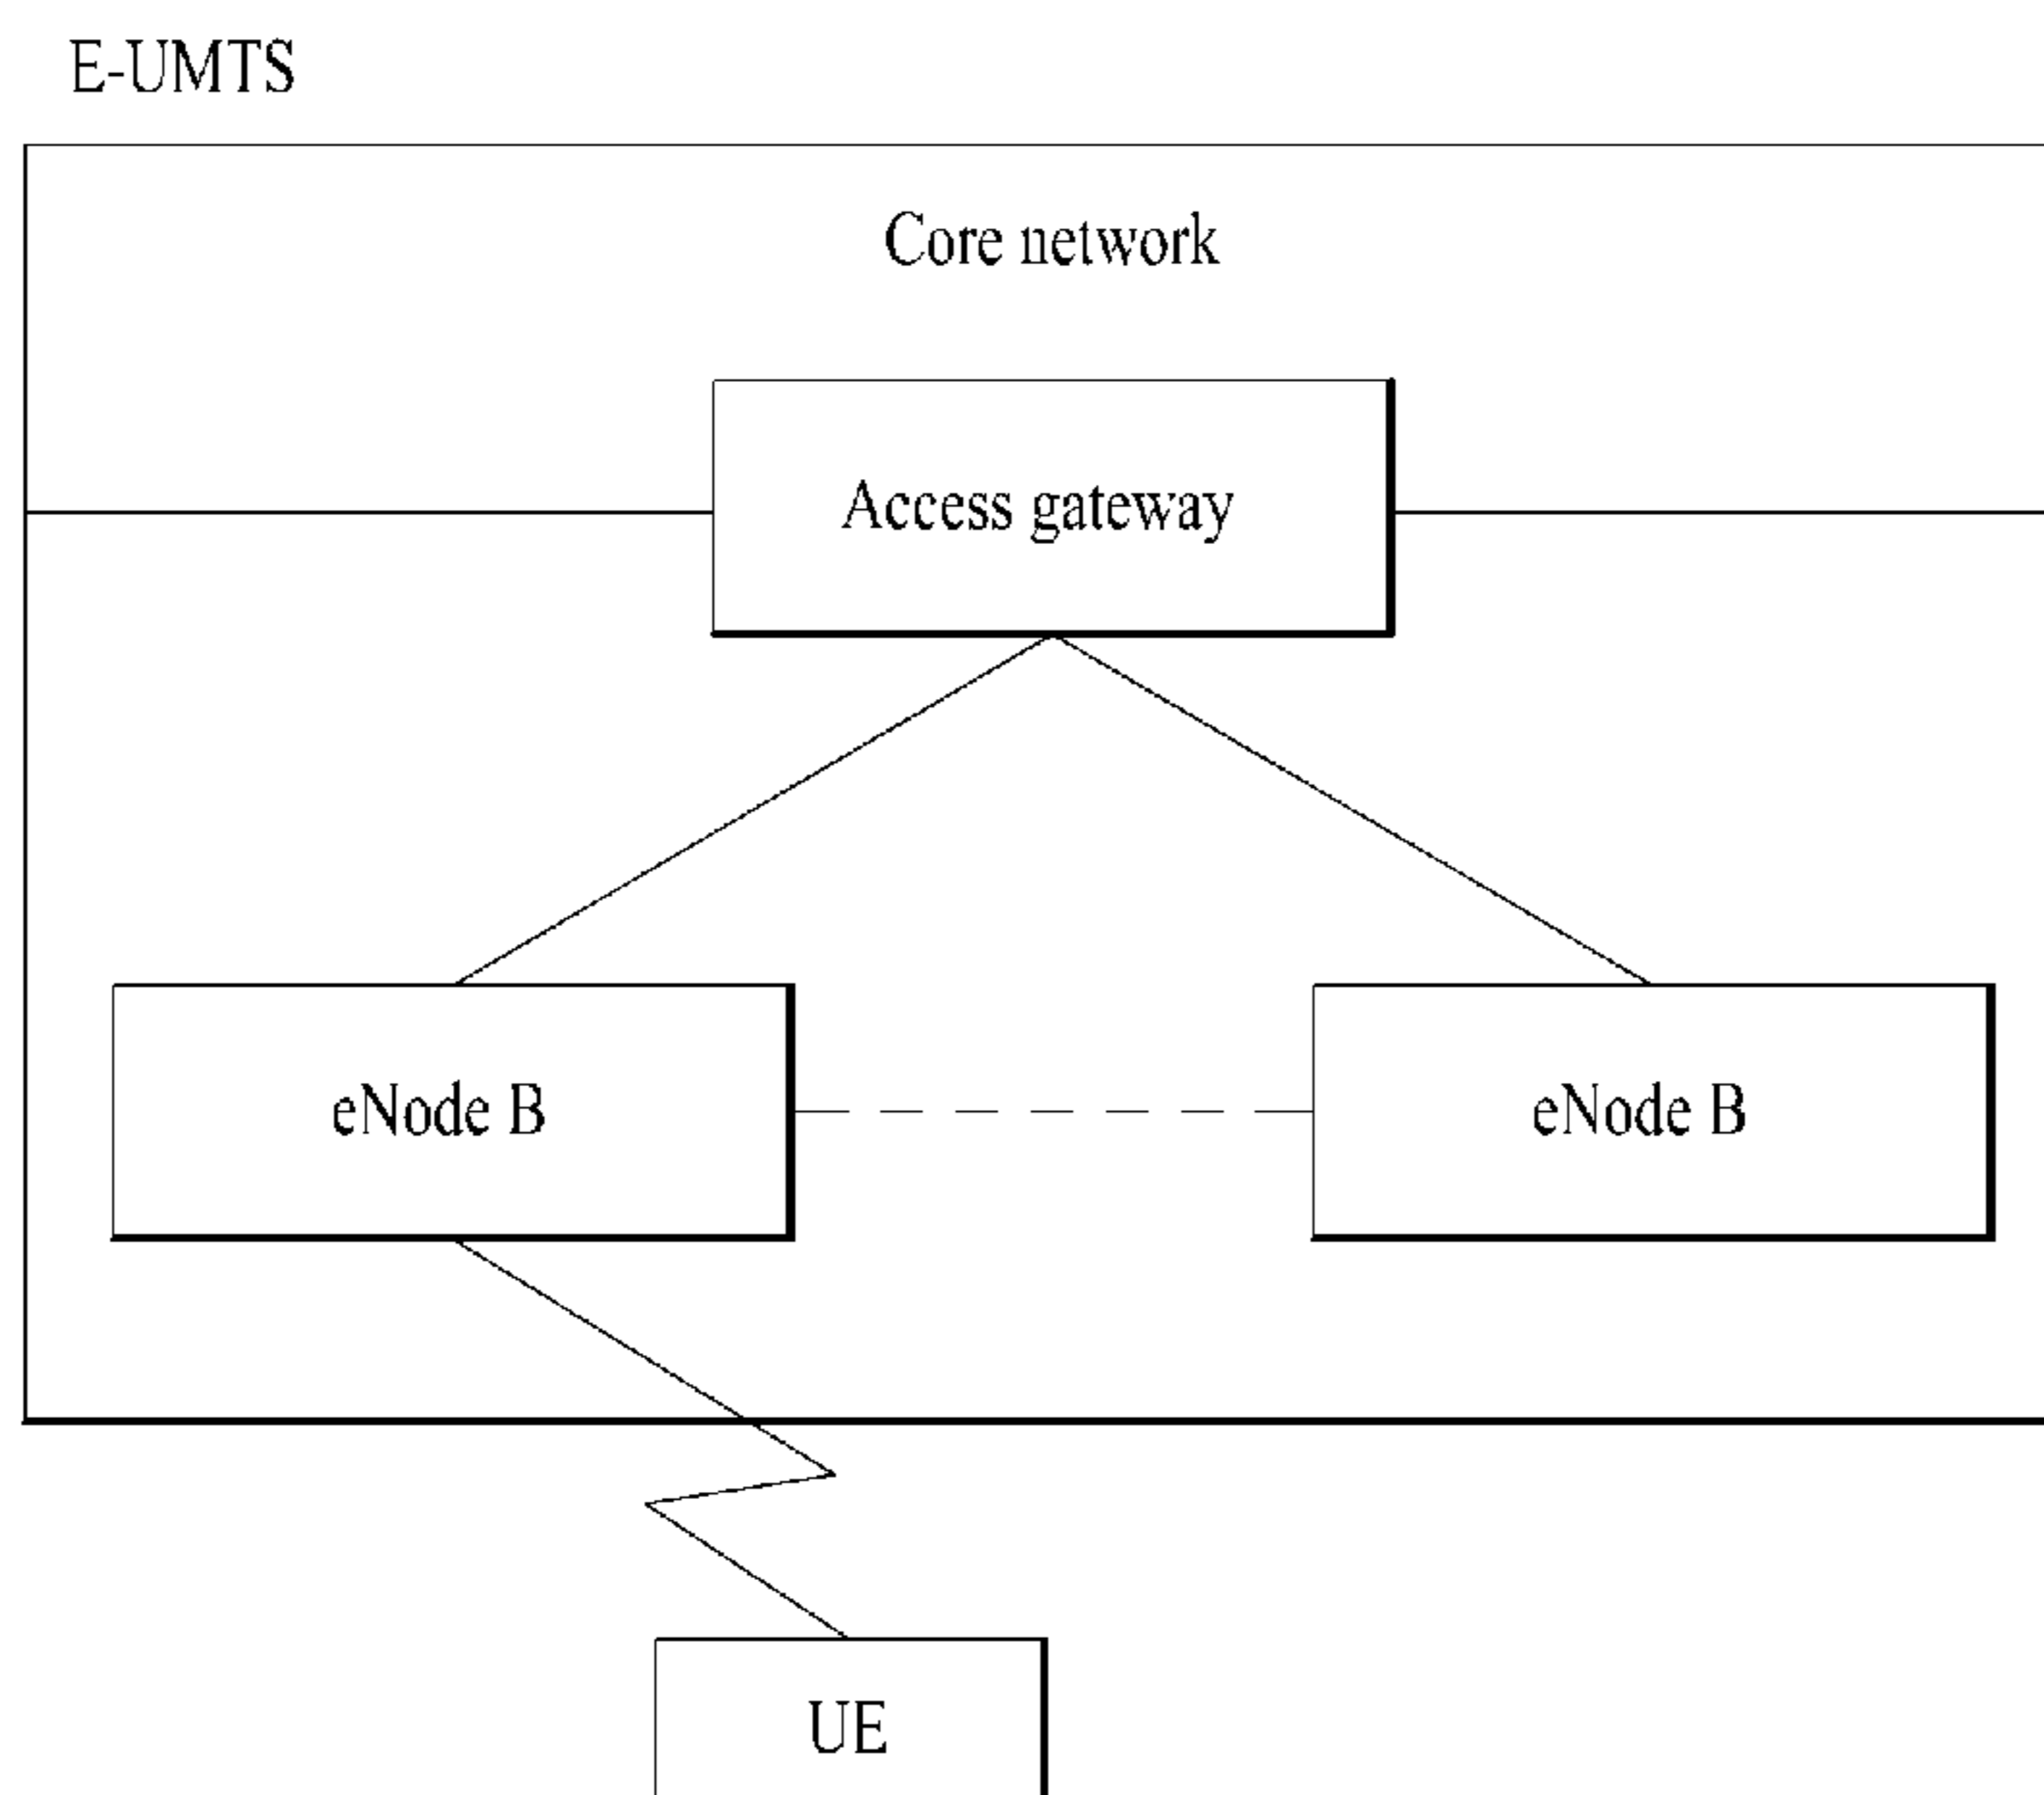 E-UMTS
Core network
Access gateway
eNode B
eNode B
UE